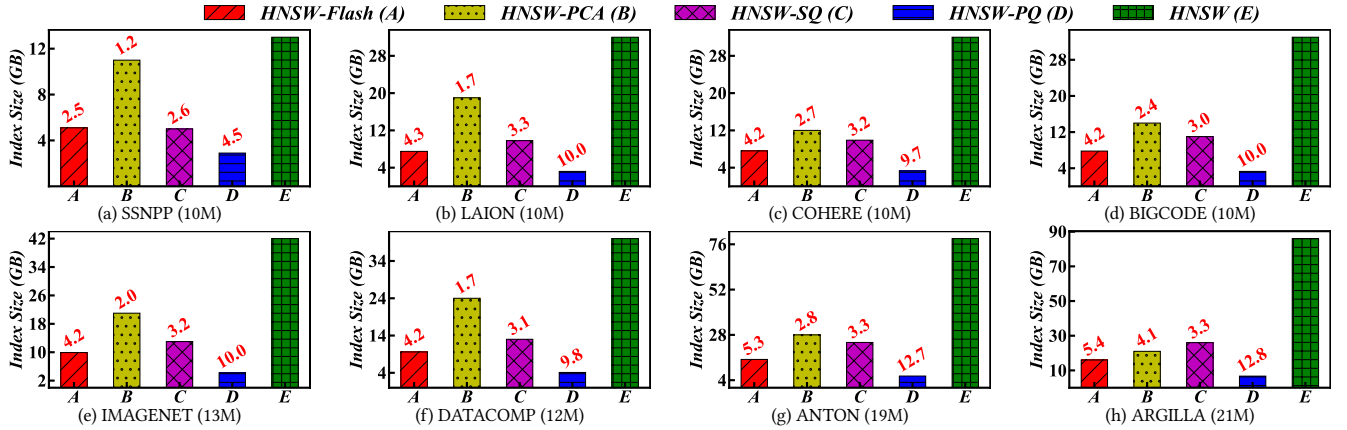 HNSW-Flash (A) HNSW-PCA (B) HNSW-SQ (C) HNSW-PQ (D) HNSW (E)
Index Size (GB)
12
8
4
2.5 1.2 2.6 4.5
A B C D E
(a) SSNPP (10M)
Index Size (GB)
28
20
12
4
4.3 1.7 3.3 10.0
A B C D E
(b) LAION (10M)
Index Size (GB)
28
20
12
4
4.2 2.7 3.2 9.7
A B C D E
(c) COHERE (10M)
Index Size (GB)
28
20
12
4
4.2 2.4 3.0 10.0
A B C D E
(d) BIGCODE (10M)
Index Size (GB)
42
34
26
18
10
2
4.2 2.0 3.2 10.0
A B C D E
(e) IMAGENET (13M)
Index Size (GB)
34
24
14
4
4.2 1.7 3.1 9.8
A B C D E
(f) DATACOMP (12M)
Index Size (GB)
76
52
28
4
5.3 2.8 3.3 12.7
A B C D E
(g) ANTON (19M)
Index Size (GB)
90
70
50
30
10
5.4 4.1 3.3 12.8
A B C D E
(h) ARGILLA (21M)